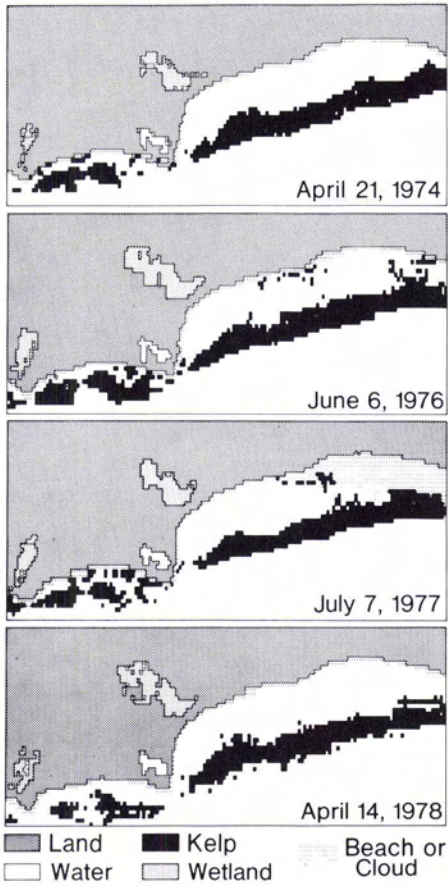 April 21, 1974
June 6, 1976
July 7, 1977
April 14, 1978
Land Kelp Beach or
Water Wetland Cloud